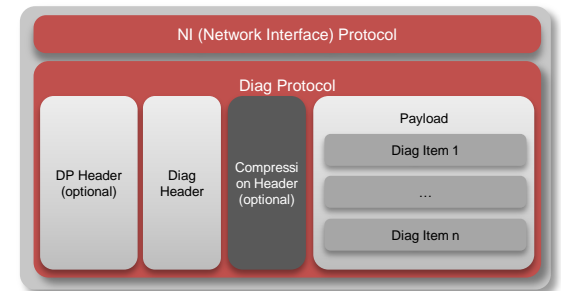 NI (Network Interface) Protocol
Diag Protocol
DP Header
(optional)
Diag
Header
Compressi
on Header
(optional)
Payload
Diag Item 1
…
Diag Item n